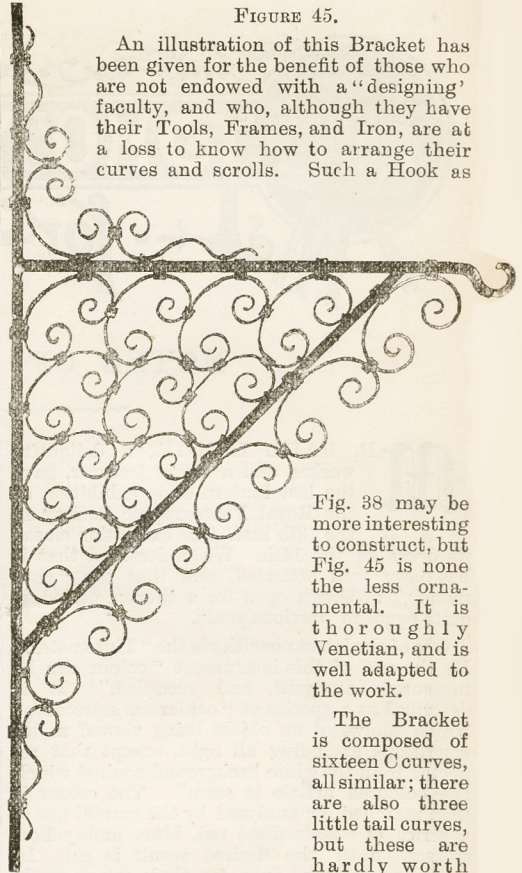 FIGURE 45.
An illustration of this Bracket has
been given for the benefit of those who
are not endowed with a "designing'
faculty, and who, although they have
their Tools, Frames, and Iron, are at
a loss to know how to arrange their
curves and scrolls. Such a Hook as
Fig. 38 may be
more interesting
to construct, but
Fig. 45 is none
the less orna-
mental. It is
thoroughly
Venetian, and is
well adapted to
the work.
The Bracket
is composed of
sixteen C curves,
all similar; there
are also three
little tail curves,
but these are
hardly worth